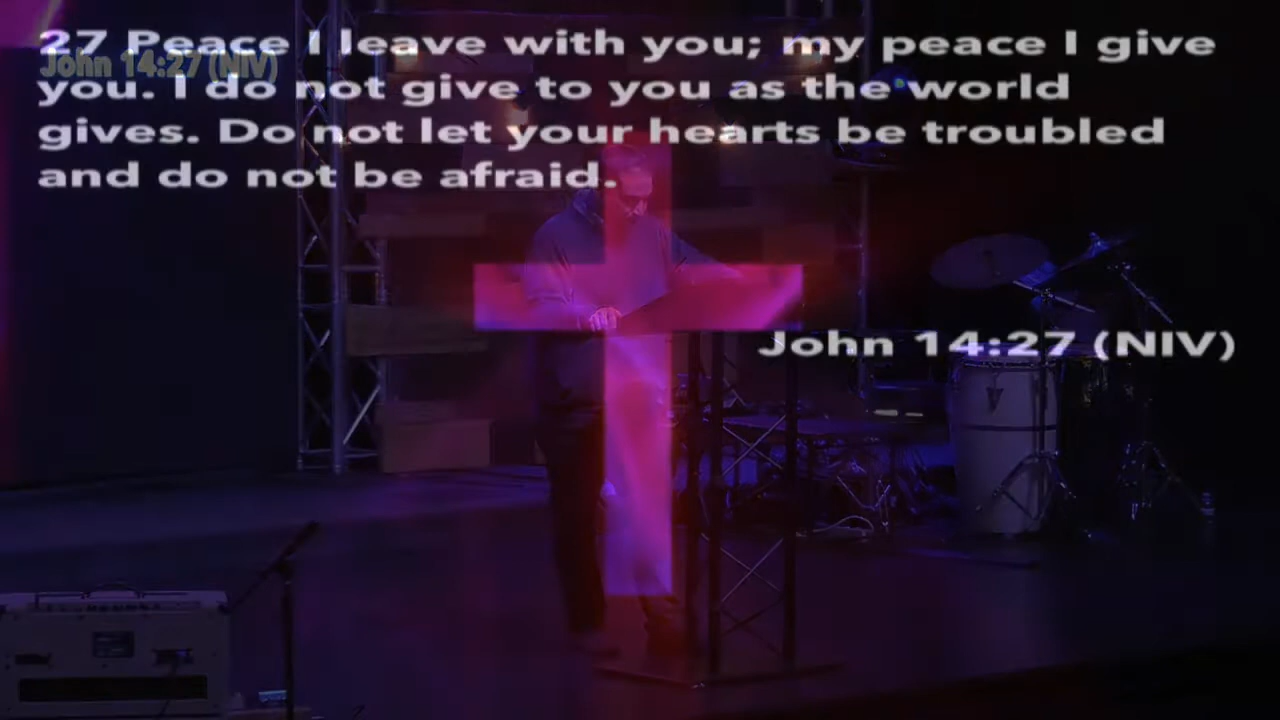 27 Peace I leave with you; my peace I give
John 14:27 (NIV)
you. I do not give to you as the world
gives. Do not let your hearts be troubled
and do not be afraid.
John 14:27 (NIV)